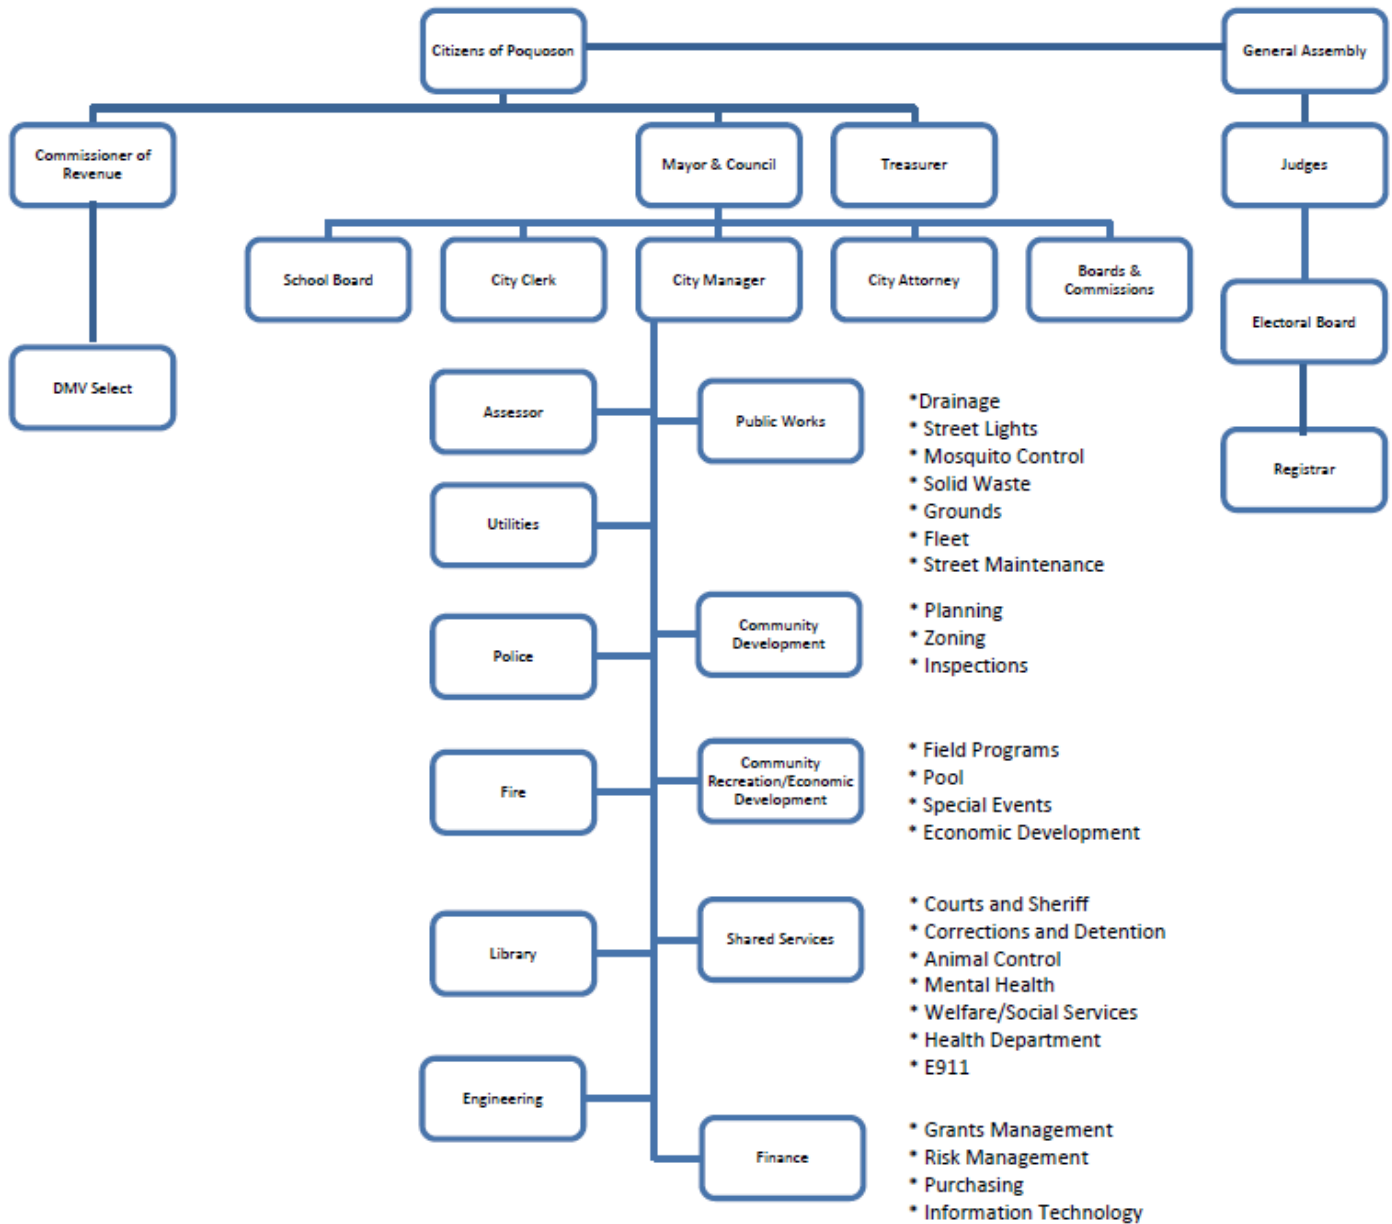 Citizens of Poquoson
General Assembly
Commissioner of
Revenue
Mayor & Council
Treasurer
Judges
School Board
City Clerk
City Manager
City Attorney
Boards &
Commissions
Electoral Board
DMV Select
Assessor
Public Works
*Drainage
* Street Lights
* Mosquito Control
* Solid Waste
* Grounds
* Fleet
* Street Maintenance
Registrar
Utilities
Community
Development
* Planning
* Zoning
* Inspections
Police
Community
Recreation/Economic
Development
* Field Programs
* Pool
* Special Events
* Economic Development
Fire
Shared Services
* Courts and Sheriff
* Corrections and Detention
* Animal Control
* Mental Health
* Welfare/Social Services
* Health Department
* E911
Library
Engineering
Finance
* Grants Management
* Risk Management
* Purchasing
* Information Technology